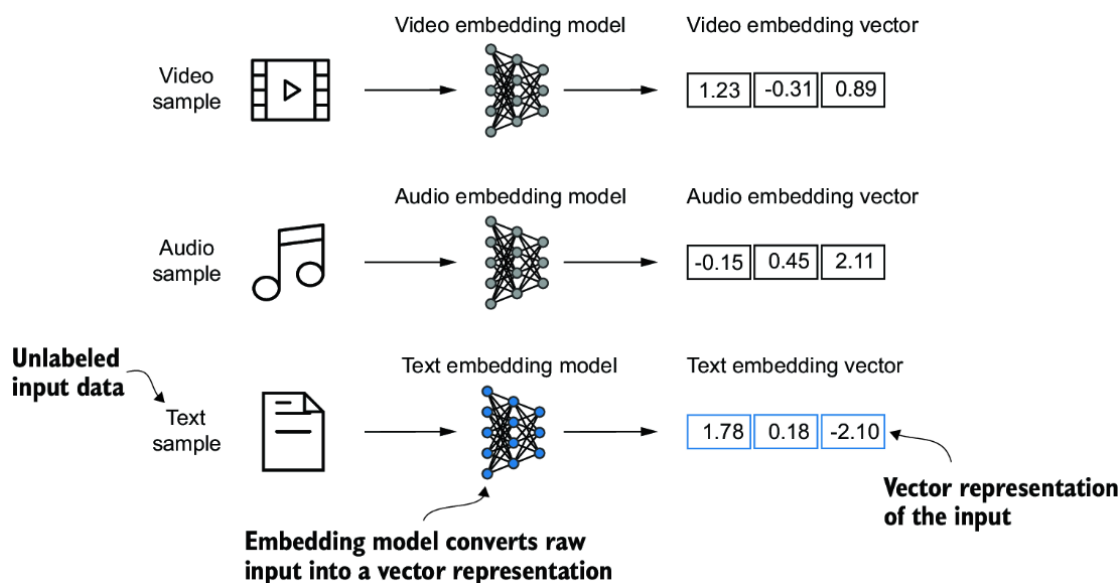 Video embedding model
Video embedding vector
Video
sample
1.23 -0.31 0.89
Audio embedding model
Audio embedding vector
Audio
sample
-0.15 0.45 2.11
Unlabeled
input data
Text embedding model
Text embedding vector
Text
sample
1.78 0.18 -2.10
Vector representation
of the input
Embedding model converts raw
input into a vector representation